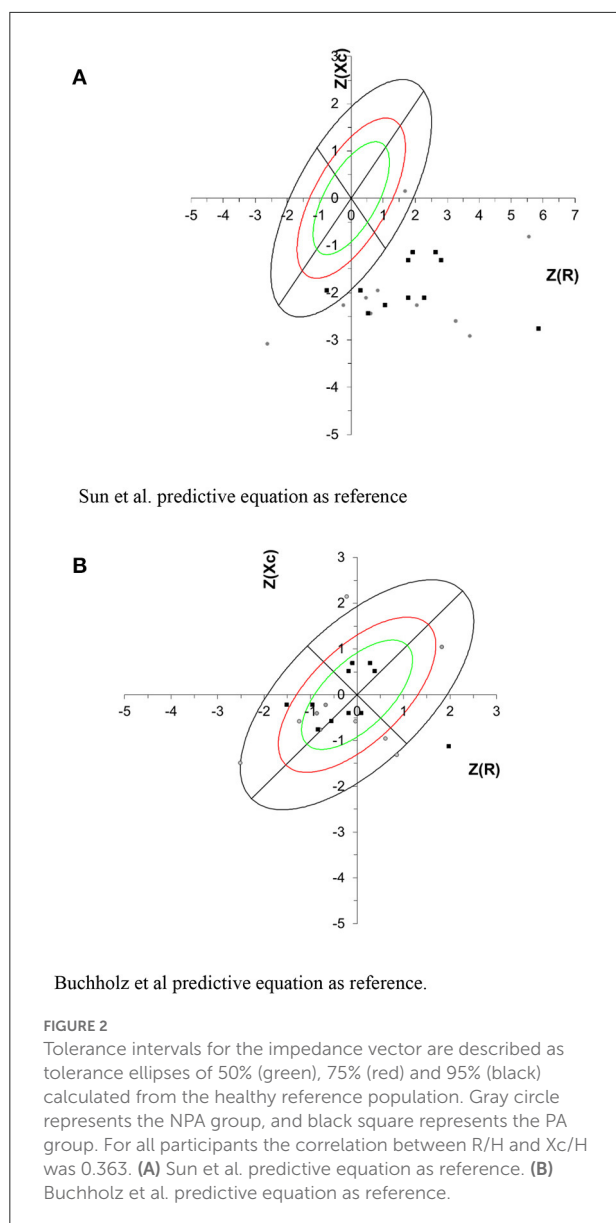 A
Z(Xc)
3
2
1
0
-5 -4 -3 -2 -1 0 1 2 3 4 5 6 7
-1
Z(R)
-2
-3
-4
-5
Sun et al. predictive equation as reference
B
Z(Xc)
3
2
1
0
-5 -4 -3 -2 -1 0 1 2 3
-1
Z(R)
-2
-3
-4
-5
Buchholz et al predictive equation as reference.
FIGURE 2
Tolerance intervals for the impedance vector are described as
tolerance ellipses of 50% (green), 75% (red) and 95% (black)
calculated from the healthy reference population. Gray circle
represents the NPA group, and black square represents the PA
group. For all participants the correlation between R/H and Xc/H
was 0.363. (A) Sun et al. predictive equation as reference. (B)
Buchholz et al. predictive equation as reference.